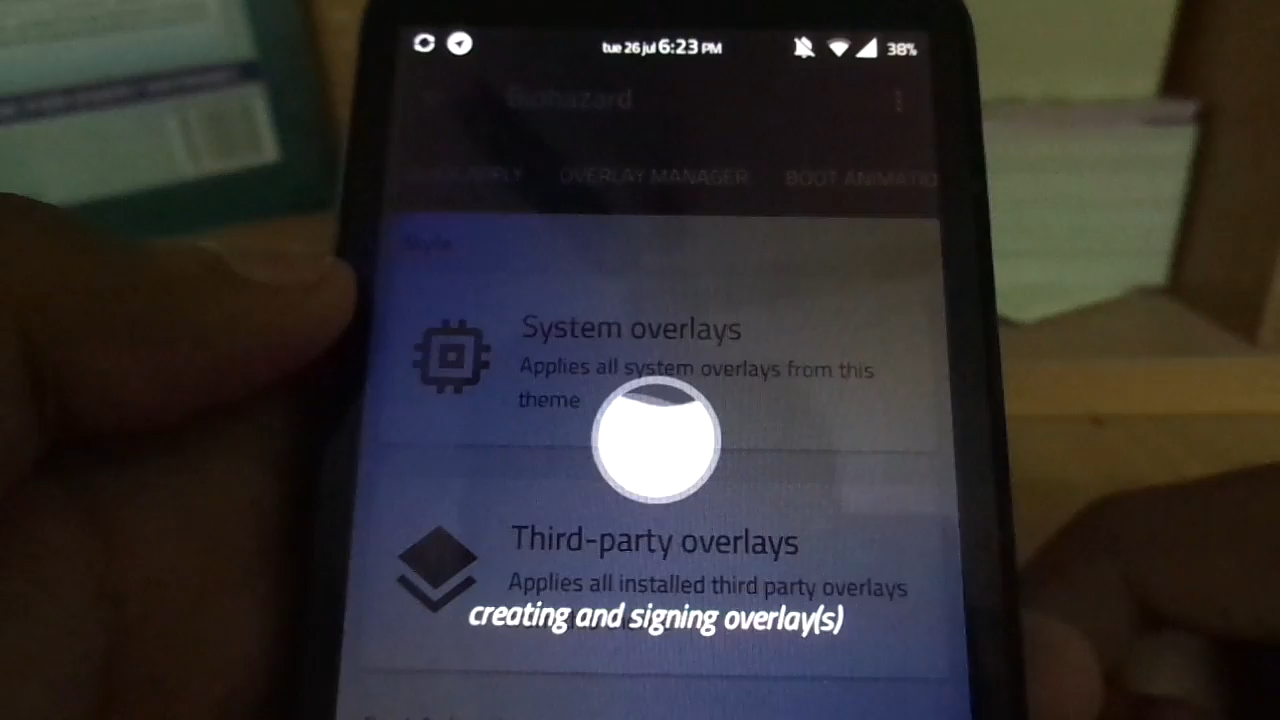 tue 26 jul 6:23 PM
38%
Biohazard
APPLY OVERLAY MANAGER BOOT
Style
System overlays
Applies all system overlays from this
theme
Third-party overlays
Applies all installed third party overlays
creating and signing overlay(s)